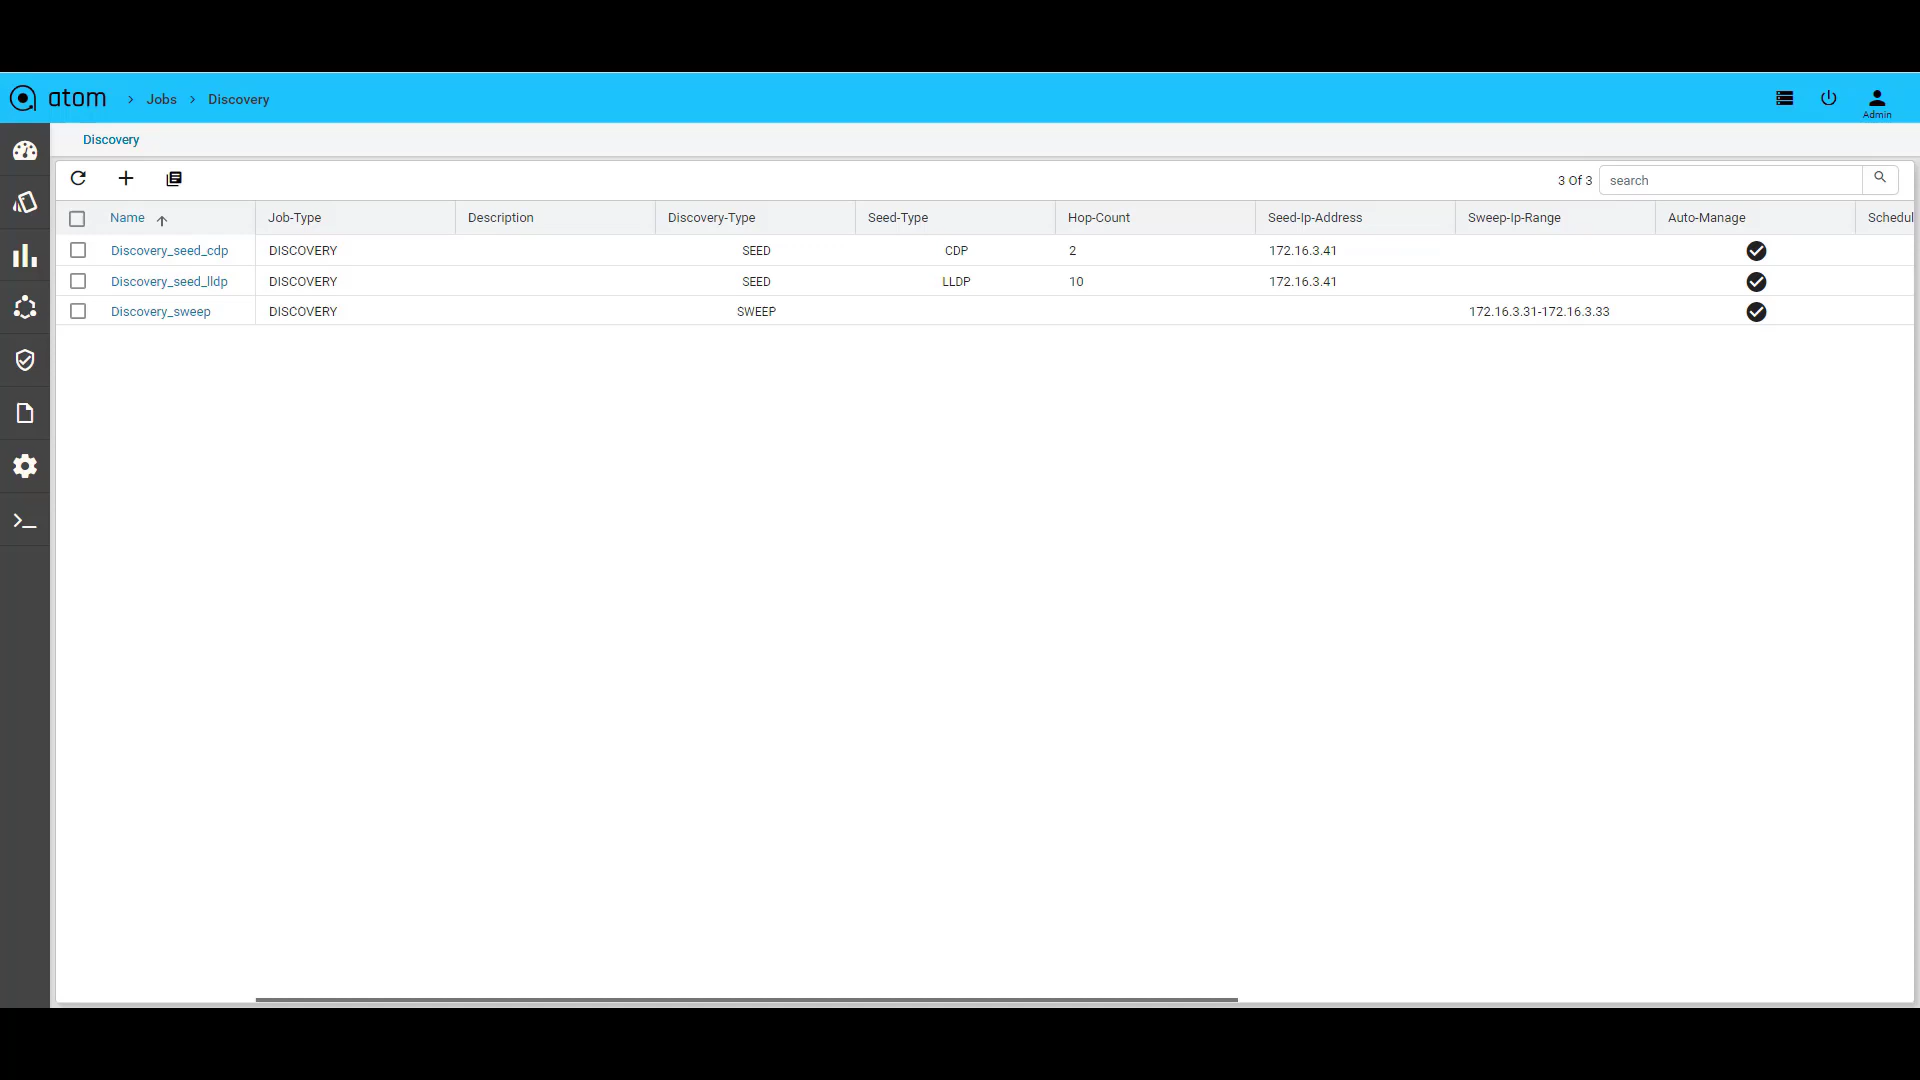 atom > Jobs > Discovery
Admin
Discovery
3 Of 3 search
Name Job-Type Description Discovery-Type Seed-Type Hop-Count Seed-Ip-Address Sweep-Ip-Range Auto-Manage Schedul
Discovery_seed_cdp DISCOVERY SEED CDP 2 172.16.3.41
Discovery_seed_lldp DISCOVERY SEED LLDP 10 172.16.3.41
Discovery_sweep DISCOVERY SWEEP 172.16.3.31-172.16.3.33